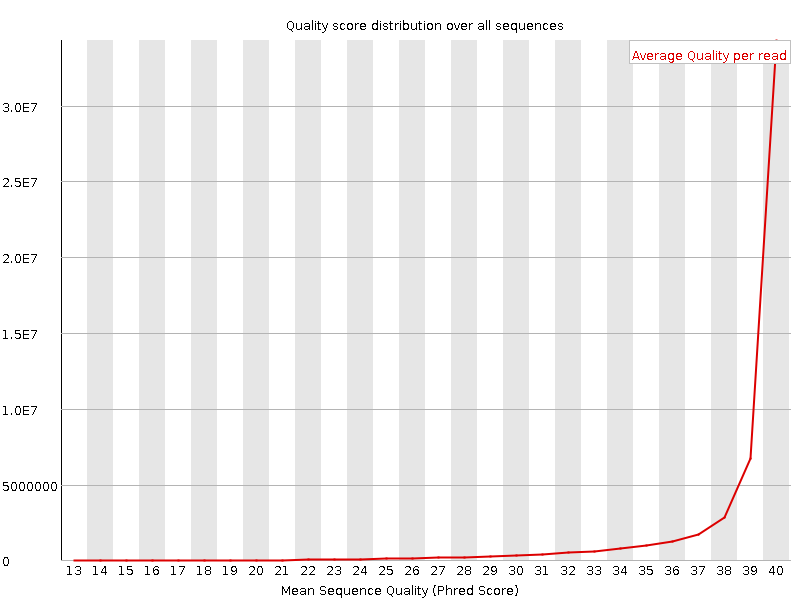 Quality score distribution over all sequences
Average Quality per read
3.0E7
2.5E7
2.0E7
1.5E7
1.0E7
5000000
0
13 14 15 16 17 18 19 20 21 22 23 24 25 26 27 28 29 30 31 32 33 34 35 36 37 38 39 40
Mean Sequence Quality (Phred Score)